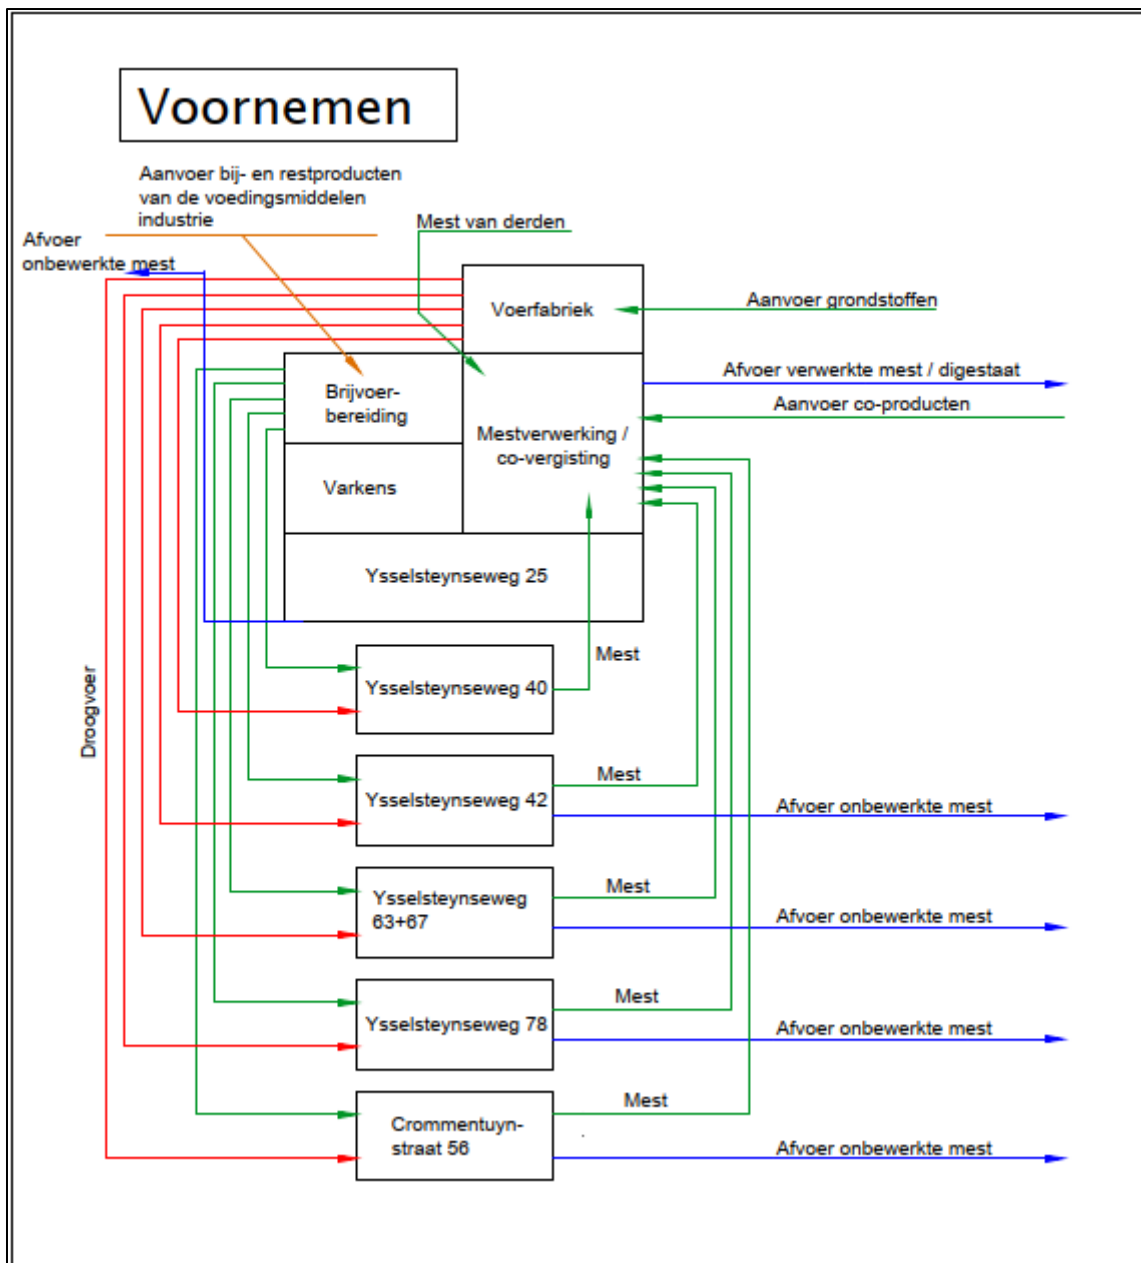 Voornemen
Aanvoer bij- en restproducten
van de voedingsmiddelen
industrie
Afvoer
onbewerkte mest
Mest van derden
Voerfabriek
Aanvoer grondstoffen
Afvoer verwerkte mest / digestaat
Aanvoer co-producten
Brijvoer-
bereiding
Mestverwerking /
co-vergisting
Varkens
Ysselsteynseweg 25
Droogvoer
Mest
Ysselsteynseweg 40
Mest
Ysselsteynseweg 42
Afvoer onbewerkte mest
Mest
Ysselsteynseweg
63+67
Afvoer onbewerkte mest
Mest
Ysselsteynseweg 78
Afvoer onbewerkte mest
Mest
Crommentuyn-
straat 56
Afvoer onbewerkte mest